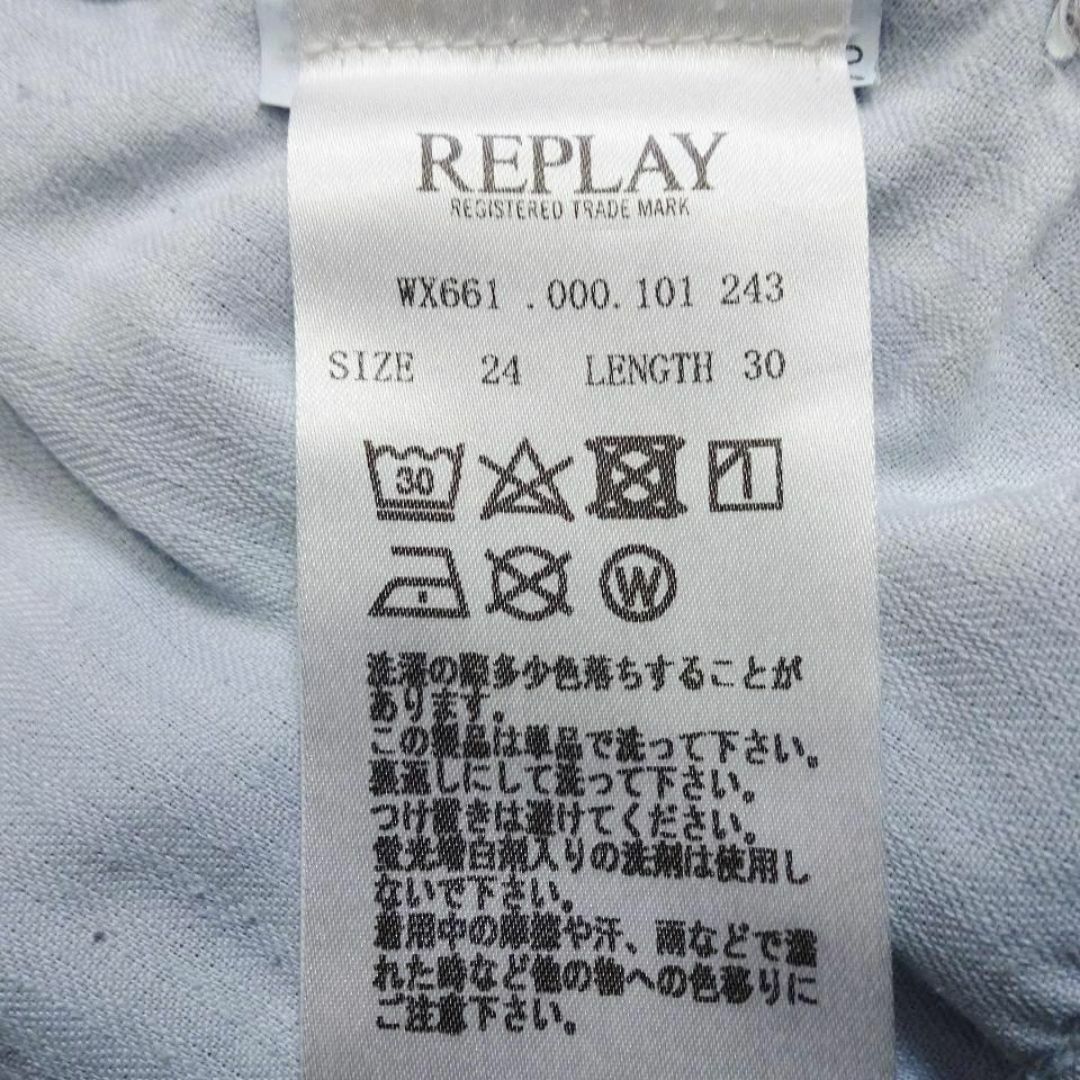 REPLAY
REGISTERED TRADE MARK
WX661 .000.101 243
SIZE 24 LENGTH 30
30
W
洗濯の際多少色落ちすることが
あります。
この製品は単品で洗って下さい。
裏返しにして洗って下さい。
つけ置きは避けてください。
蛍光増白剤入りの洗剤は使用し
ないで下さい。
着用中の摩擦や汗、雨などで濡
れた時など他の物への色移りに
ご注意下さい。